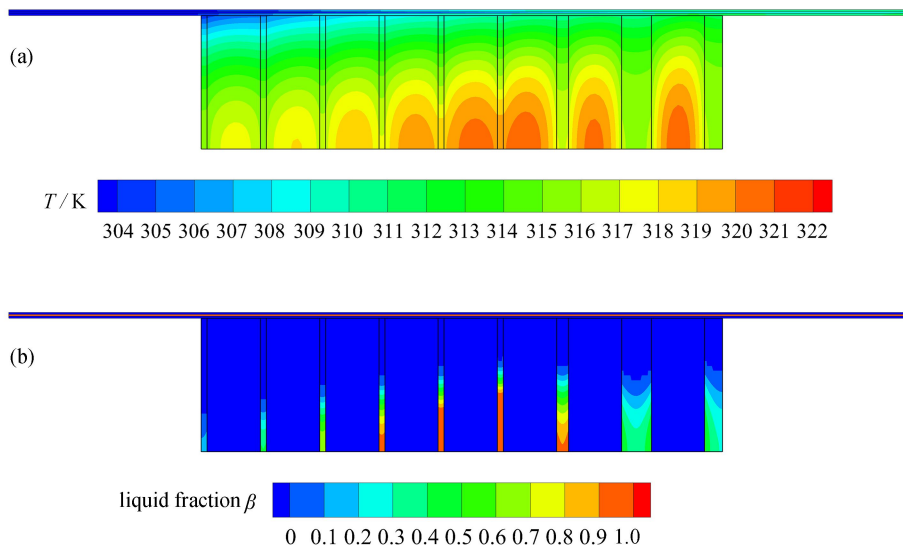 (a)
T / K
304 305 306 307 308 309 310 311 312 313 314 315 316 317 318 319 320 321 322
(b)
liquid fraction β
0 0.1 0.2 0.3 0.4 0.5 0.6 0.7 0.8 0.9 1.0